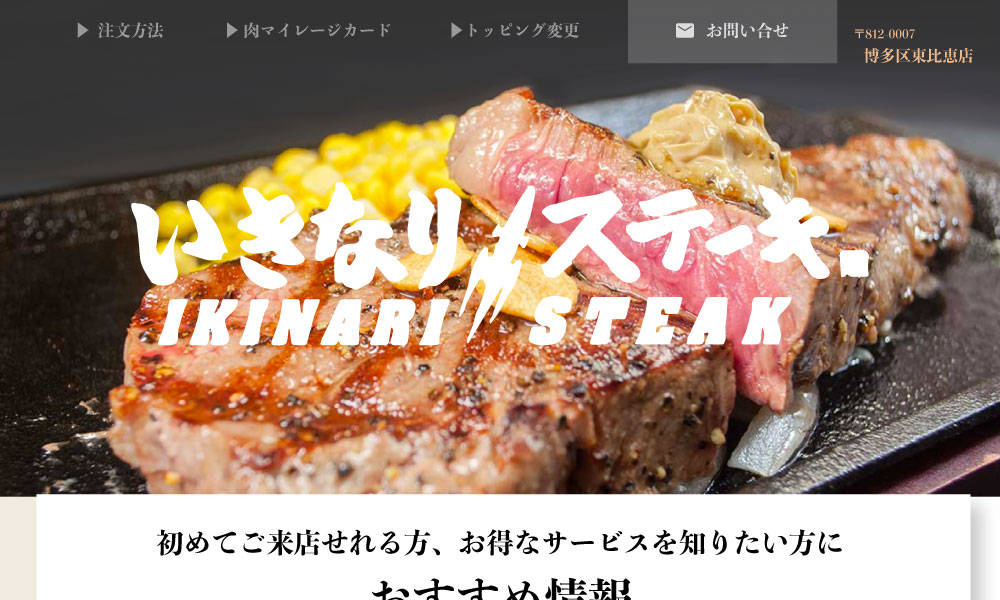 注文方法
肉マイレージカード
トッピング変更
お問い合せ
〒812-0007
博多区東比恵店
いきなりステーキ.
IKINARI STEAK
初めてご来店せれる方、お得なサービスを知りたい方に
おすすめ情報